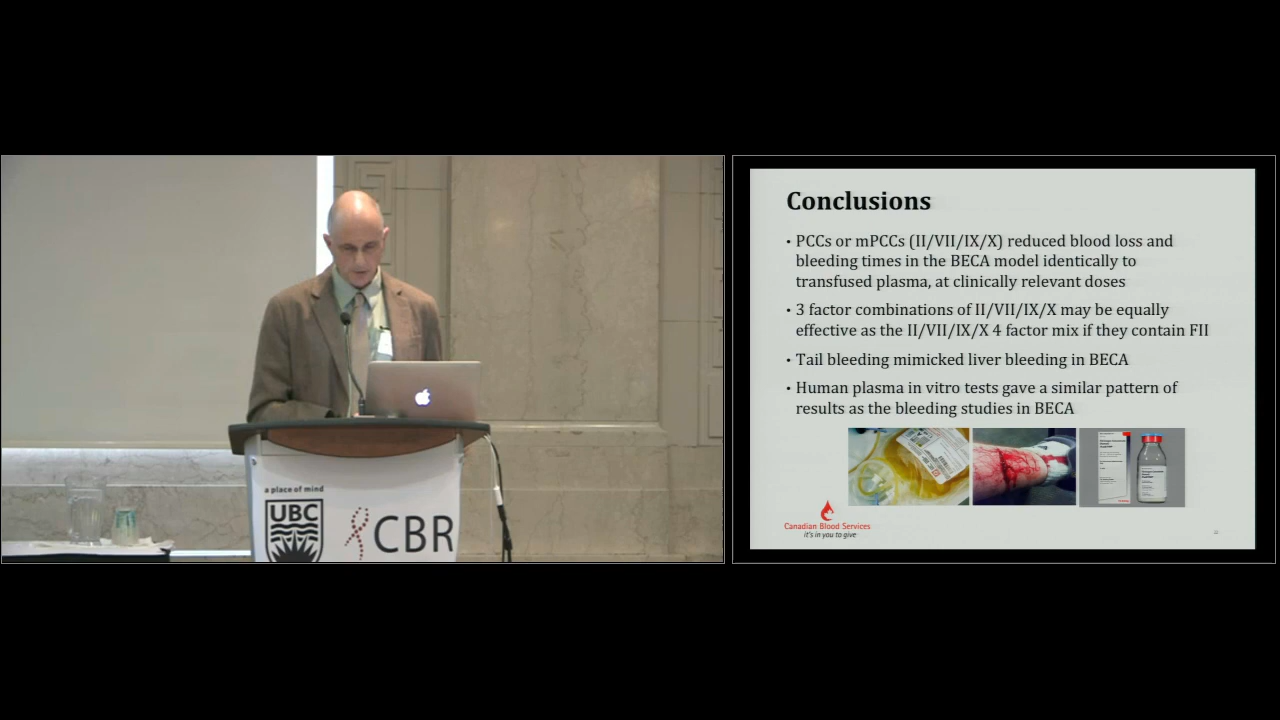 a place of mind
UBC
CBR
Conclusions
• PCCs or mPCCs (II/VII/IX/X) reduced blood loss and
bleeding times in the BECA model identically to
transfused plasma, at clinically relevant doses
• 3 factor combinations of II/VII/IX/X may be equally
effective as the II/VII/IX/X 4 factor mix if they contain FII
• Tail bleeding mimicked liver bleeding in BECA
• Human plasma in vitro tests gave a similar pattern of
results as the bleeding studies in BECA
Canadian Blood Services
it's in you to give